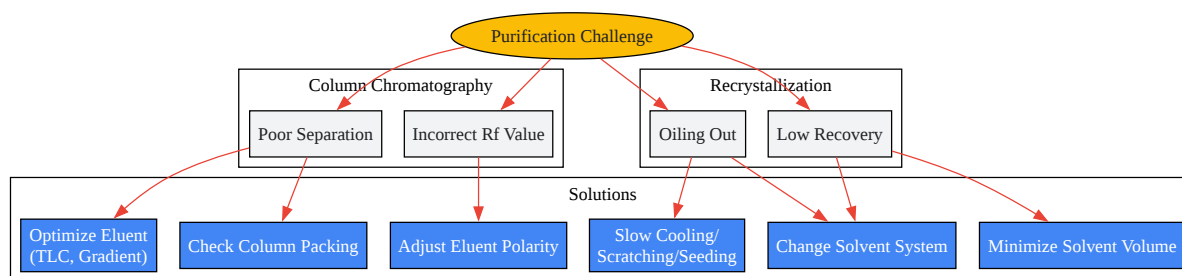 Purification Challenge
Column Chromatography
Recrystallization
Poor Separation
Incorrect Rf Value
Oiling Out
Low Recovery
Solutions
Optimize Eluent
(TLC, Gradient)
Check Column Packing
Adjust Eluent Polarity
Slow Cooling/
Scratching/Seeding
Change Solvent System
Minimize Solvent Volume